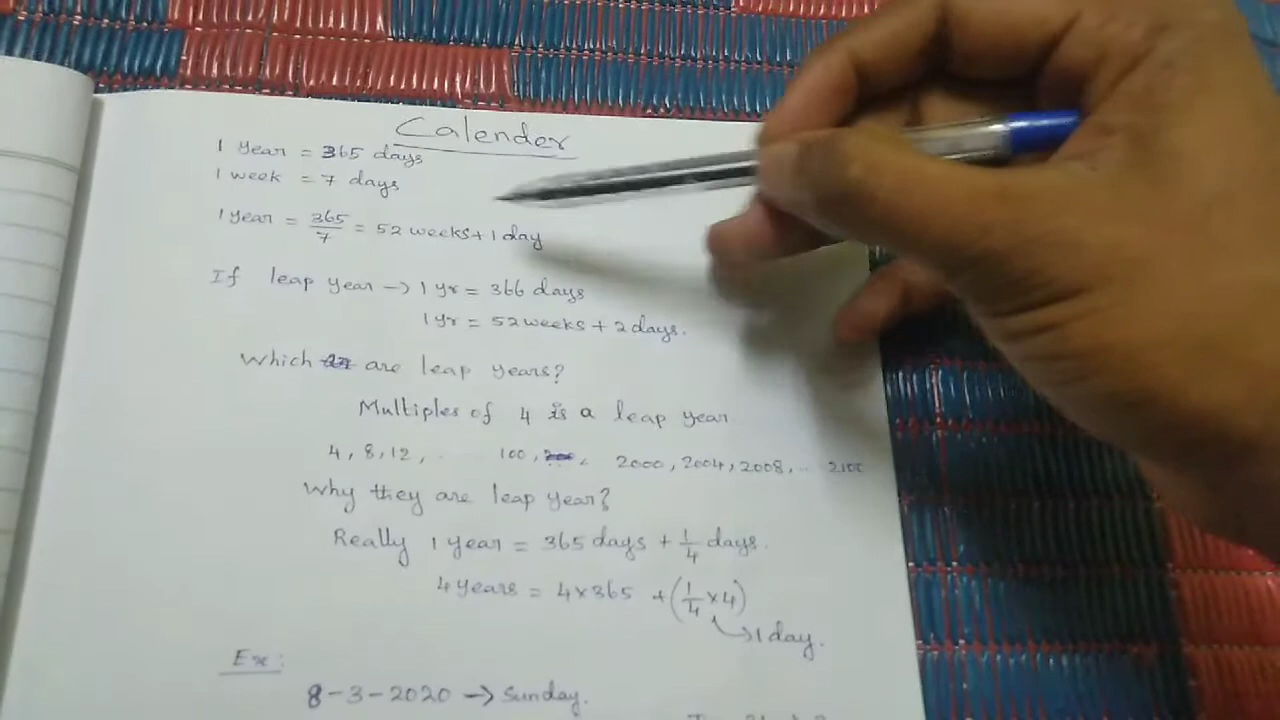 Calender
1 Year = 365 days
1 week = 7 days
1 year = 365/7 = 52 weeks + 1 day
If leap year -> 1 yr = 366 days
1 yr = 52 weeks + 2 days.
Which are leap years?
Multiples of 4 is a leap year
4, 8, 12, . 100, , 2000, 2004, 2008, .. 2100
Why they are leap year?
Really 1 year = 365 days + 1/4 days.
4 years = 4x365 + (1/4 x 4)
-> 1 day.
Ex:
8-3-2020 -> Sunday.